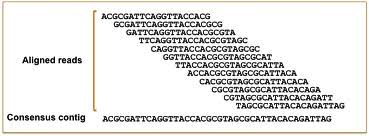 ACGCGATTCAGGTTACCACG
GCGATTCAGGTTACCACGCG
GATTCAGGTTACCACGCGTA
TTCAGGTTACCACGCGTAGC
CAGGTTACCACGCGTAGCGC
GGTTACCACGCGTAGCGCAT
Aligned reads
TTACCACGCGTAGCGCATTA
ACCACGCGTAGCGCATTACA
CACGCGTAGCGCATTACACA
CGCGTAGCGCATTACACAGA
CGTAGCGCATTACACAGATT
TAGCGCATTACACAGATTAG
Consensus contig ACGCGATTCAGGTTACCACGCGTAGCGCATTACACAGATTAG